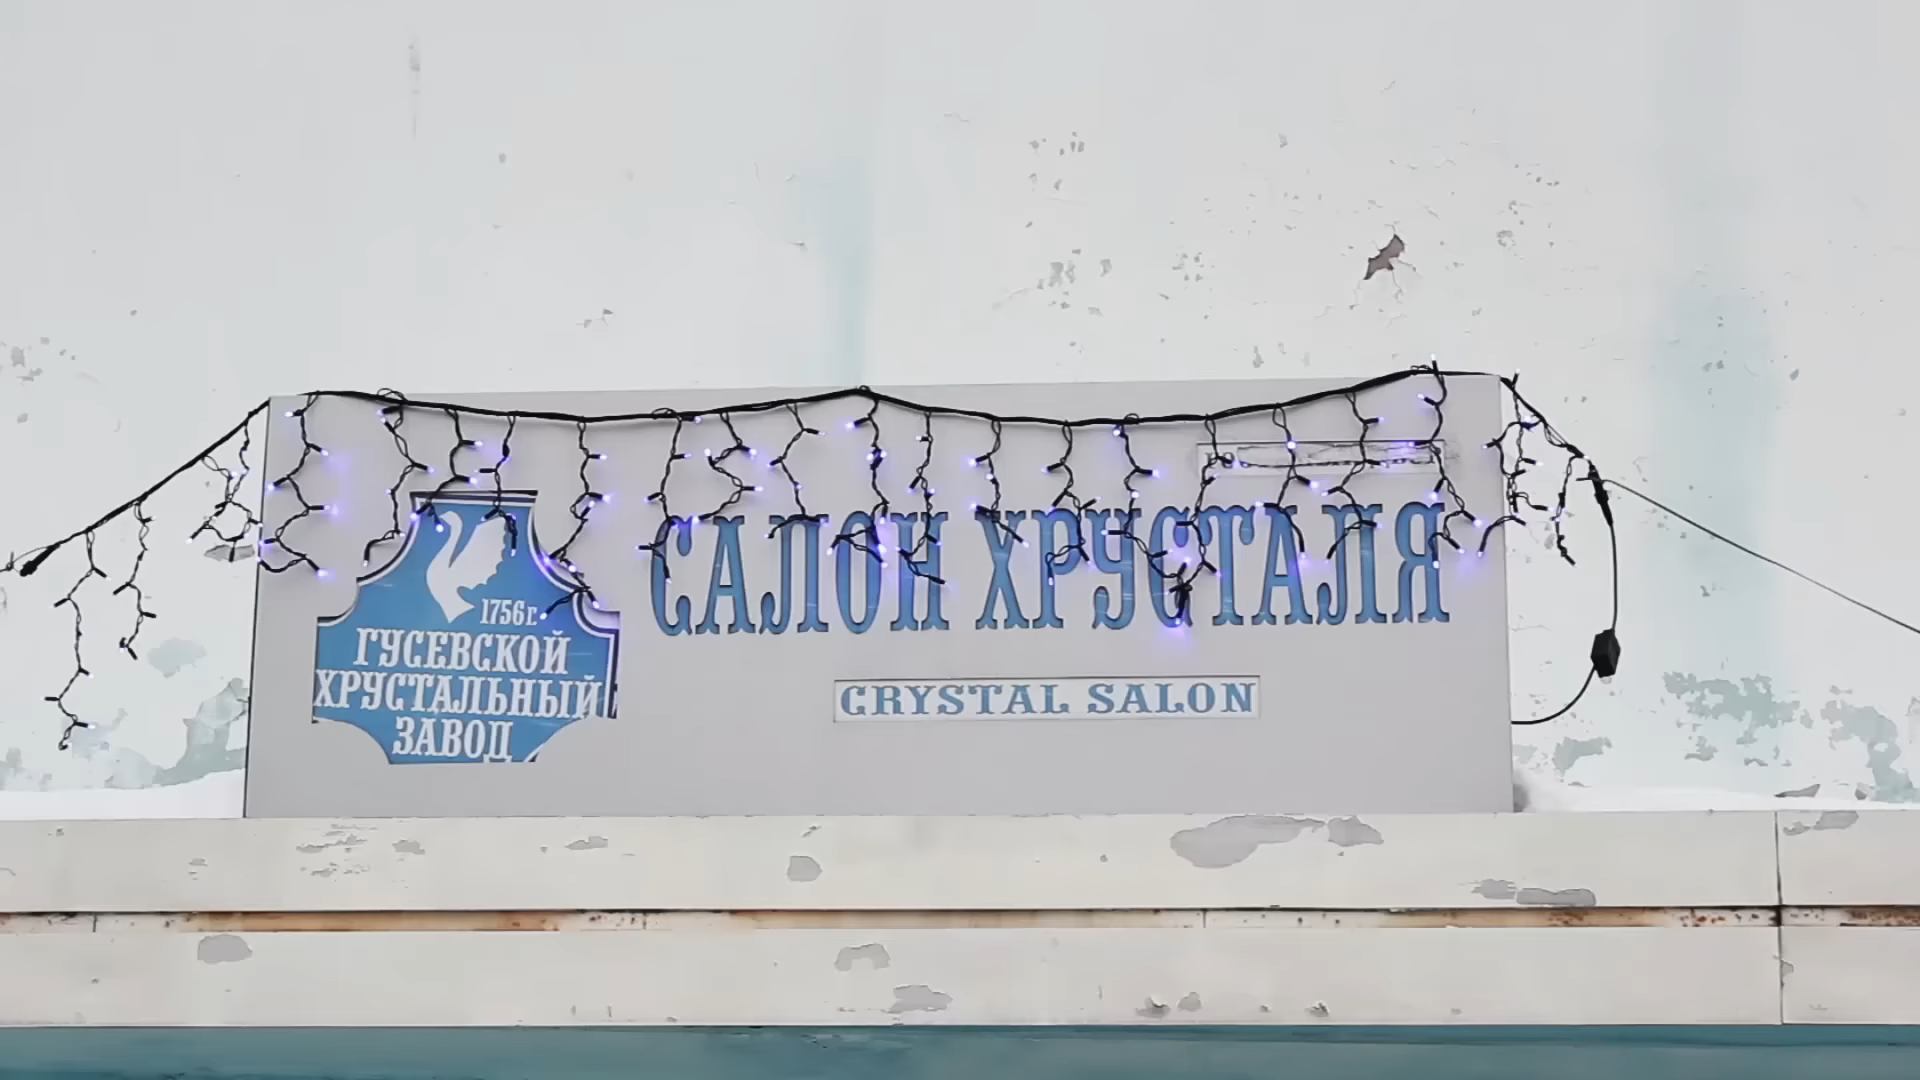 1756г.
ГУСЕВСКОЙ
ХРУСТАЛЬНЫЙ
ЗАВОД
САЛОН ХРУСТАЛЯ
CRYSTAL SALON